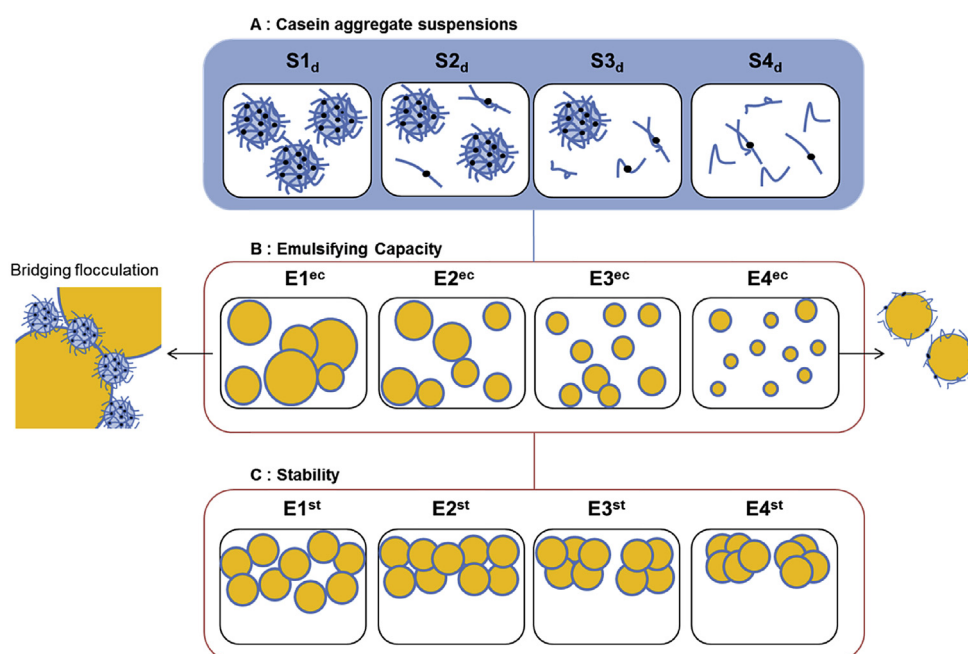 A : Casein aggregate suspensions
S1d S2d S3d S4d
B : Emulsifying Capacity
Bridging flocculation
E1ec E2ec E3ec E4ec
C : Stability
E1st E2st E3st E4st